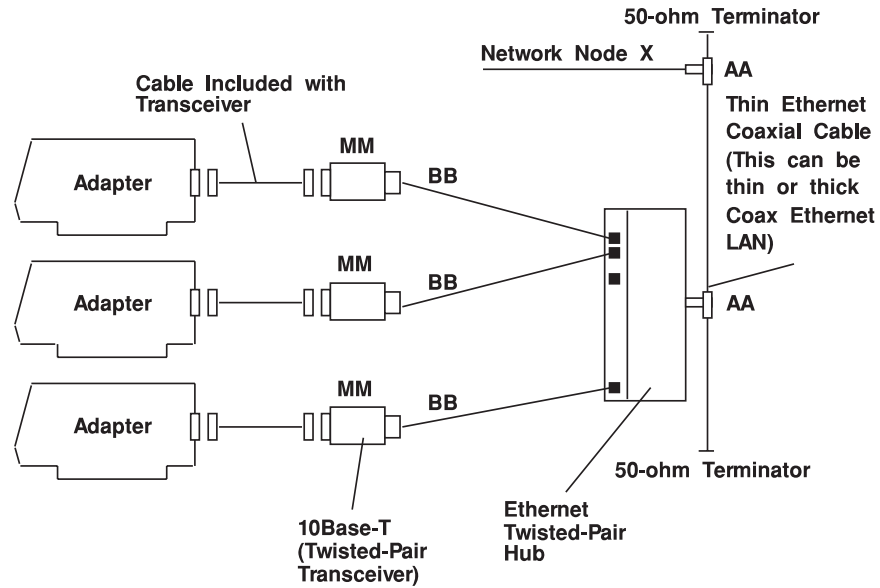 50-ohm Terminator
Network Node X
AA
Cable Included with
Transceiver
Thin Ethernet
Coaxial Cable
(This can be
thin or thick
Coax Ethernet
LAN)
MM
Adapter
BB
MM
Adapter
BB
AA
MM
Adapter
BB
50-ohm Terminator
10Base-T
(Twisted-Pair
Transceiver)
Ethernet
Twisted-Pair
Hub